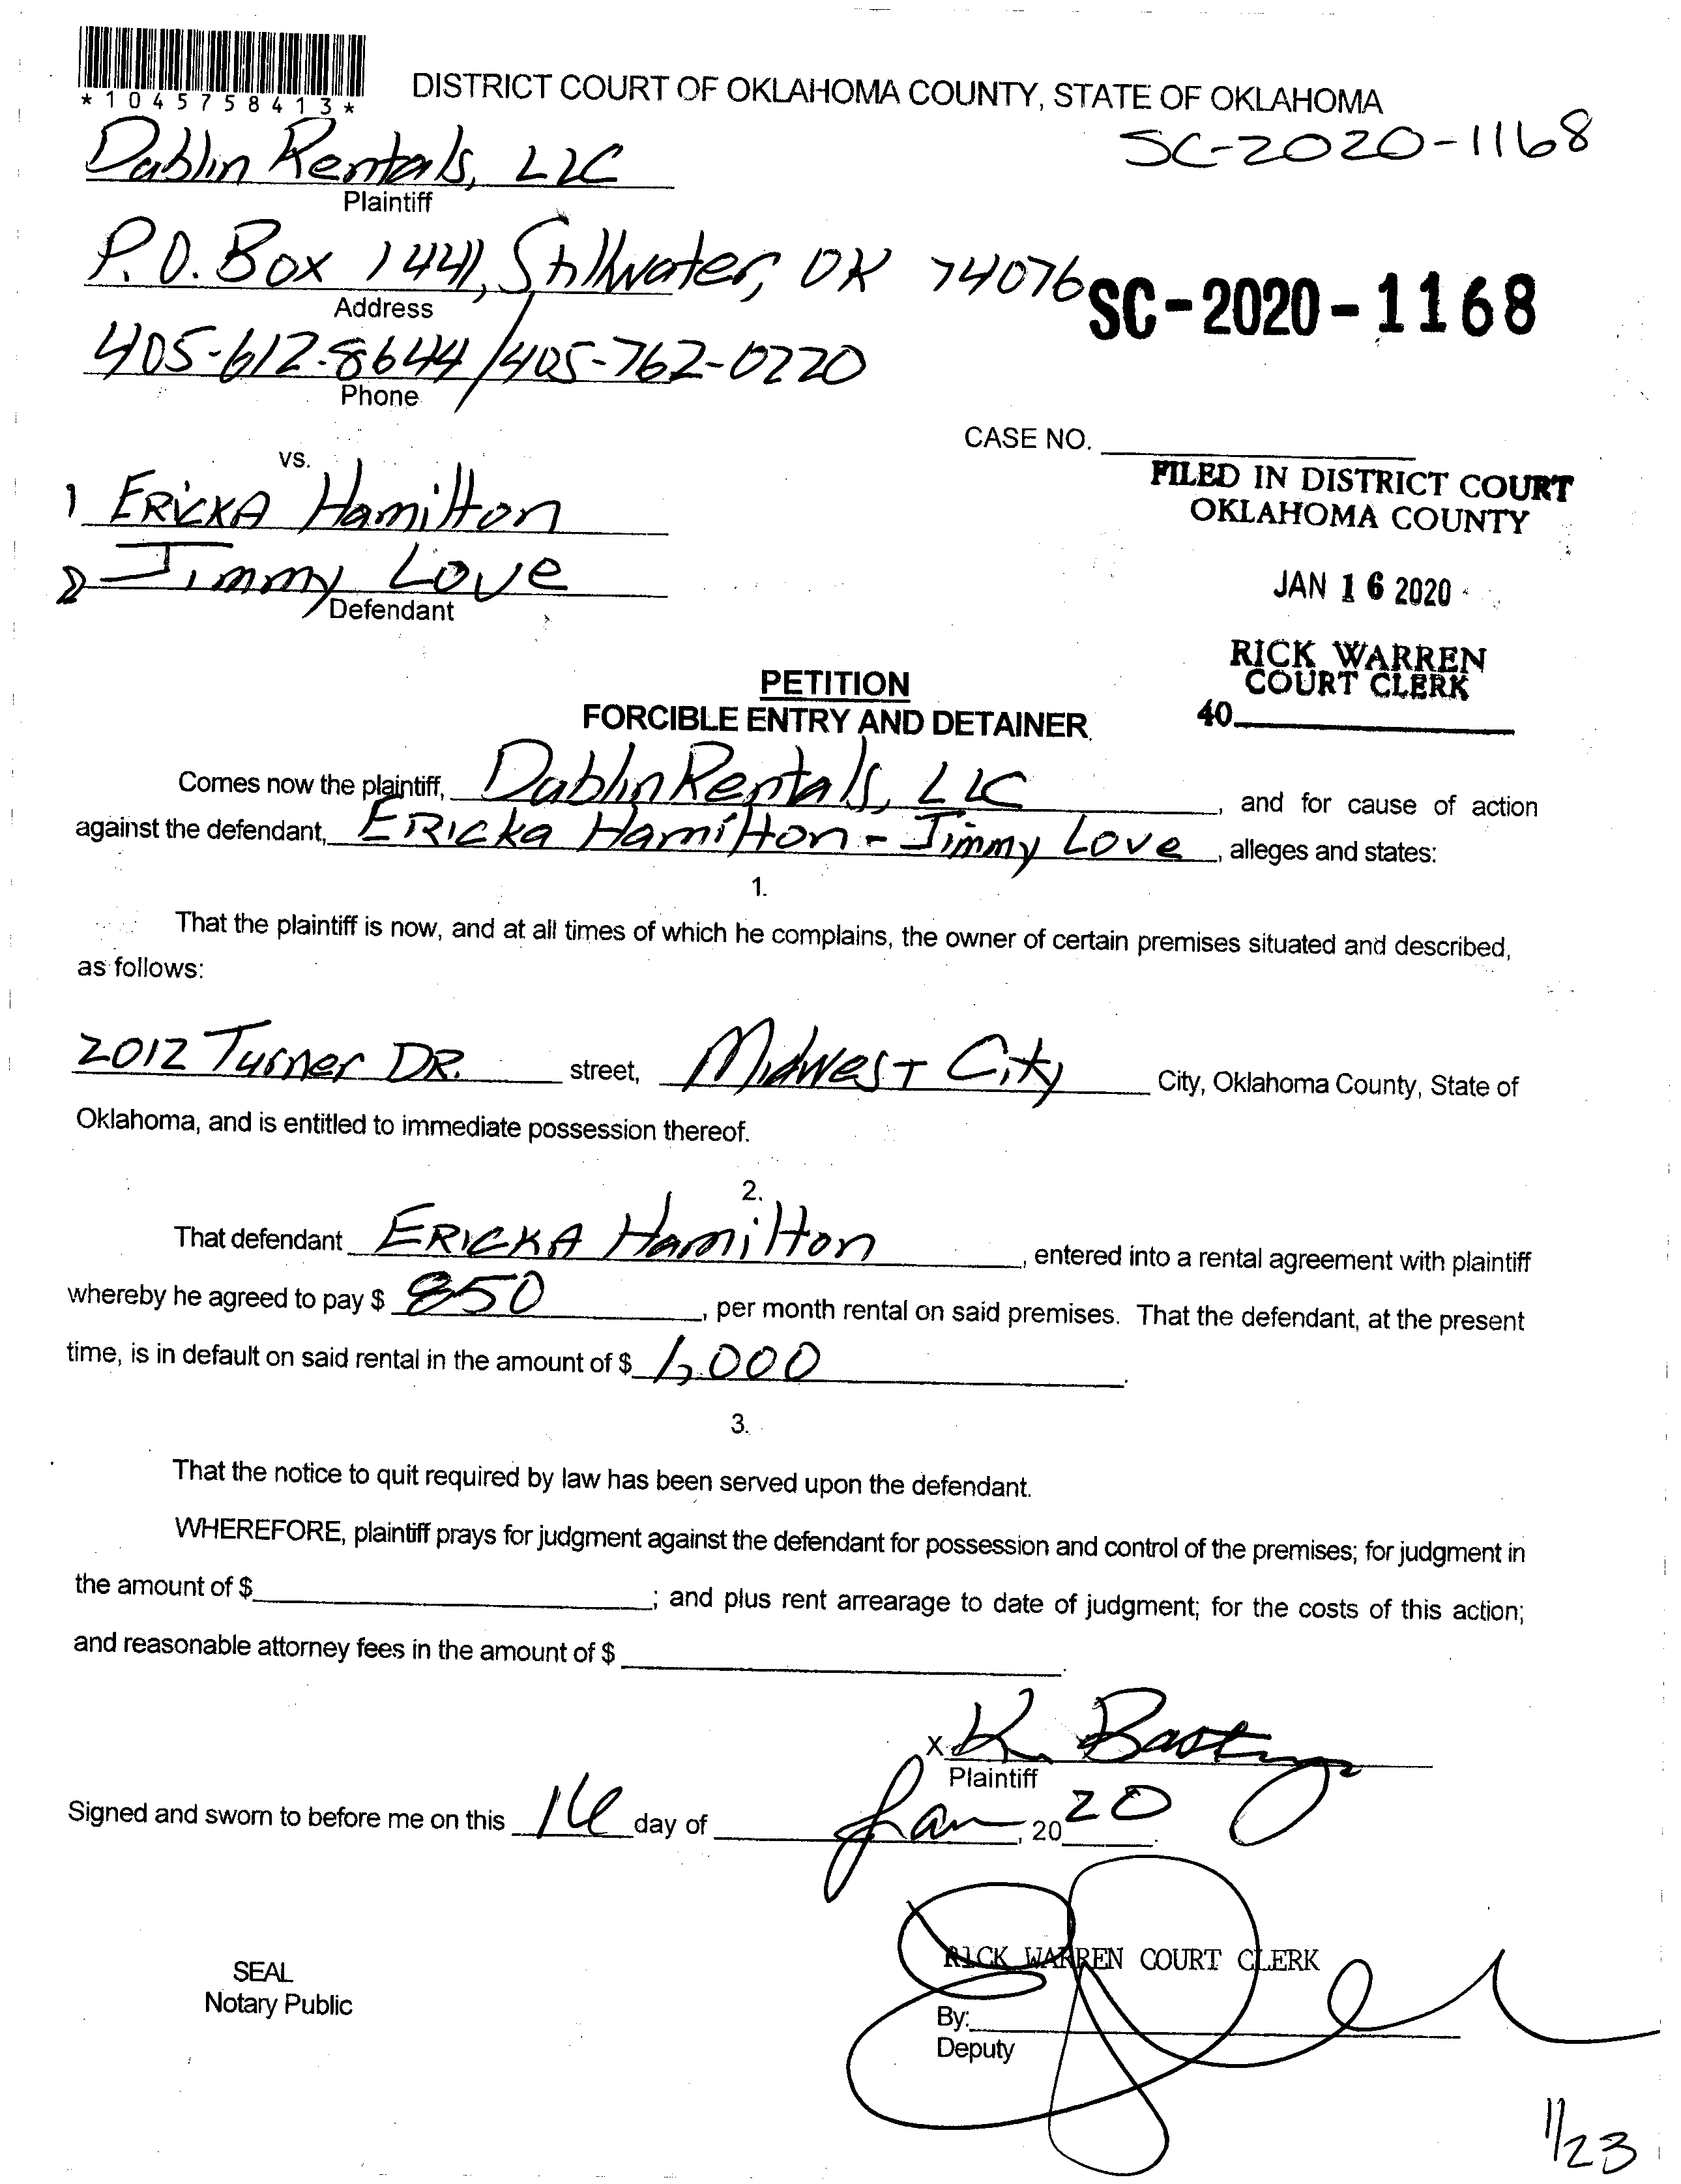 *1045758413*
DISTRICT COURT OF OKLAHOMA COUNTY, STATE OF OKLAHOMA
SC-2020-1168
Dablin Rentals, LLC
Plaintiff
P.O. Box 1441, Stillwater, OK 74076
SC-2020-1168
Address
405-612-8644/405-762-0220
Phone
CASE NO.
vs.
FILED IN DISTRICT COURT
OKLAHOMA COUNTY
1 ERicKA Hamilton
2 Jimmy Love
Defendant
JAN 16 2020
RICK WARREN
COURT CLERK
40
PETITION
FORCIBLE ENTRY AND DETAINER
Comes now the plaintiff, Dablin Rentals, LLC, and for cause of action
against the defendant, ERicka Hamilton - Jimmy Love, alleges and states:
1.
That the plaintiff is now, and at all times of which he complains, the owner of certain premises situated and described,
as follows:
2012 Turner DR. street, Midwest City City, Oklahoma County, State of
Oklahoma, and is entitled to immediate possession thereof.
2.
That defendant ERICKA Hamilton, entered into a rental agreement with plaintiff
whereby he agreed to pay $ 850, per month rental on said premises. That the defendant, at the present
time, is in default on said rental in the amount of $ 1,000.
3.
That the notice to quit required by law has been served upon the defendant.
WHEREFORE, plaintiff prays for judgment against the defendant for possession and control of the premises; for judgment in
the amount of $ ; and plus rent arrearage to date of judgment; for the costs of this action;
and reasonable attorney fees in the amount of $ .
x K.
Plaintiff
Signed and sworn to before me on this 16 day of Jan, 2020.
RICK WARREN COURT CLERK
SEAL
Notary Public
By:
Deputy
1/23